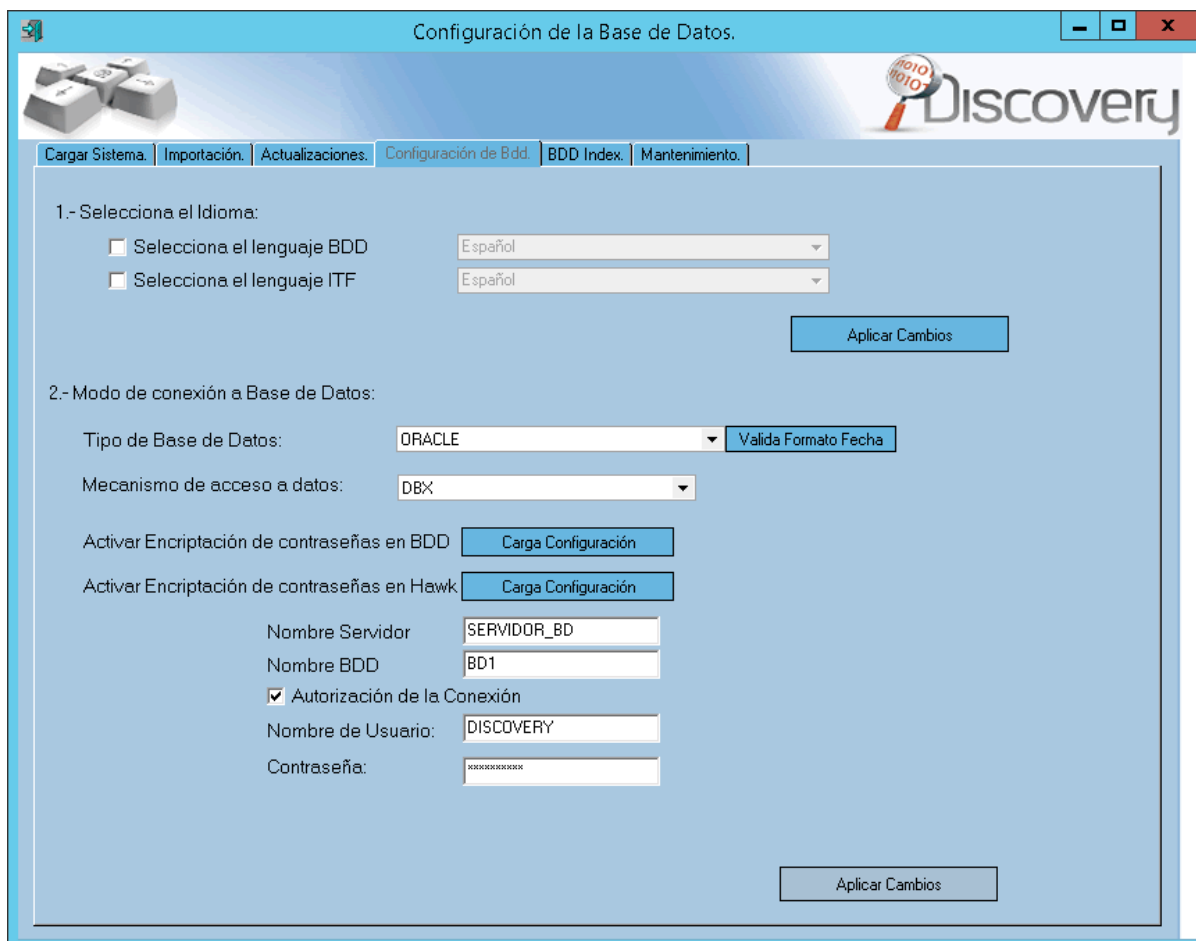 Configuración de la Base de Datos.
Discovery
Cargar Sistema. Importación. Actualizaciones. Configuración de Bdd. BDD Index. Mantenimiento.
1.- Selecciona el Idioma:
Selecciona el lenguaje BDD Español
Selecciona el lenguaje ITF Español
Aplicar Cambios
2.- Modo de conexión a Base de Datos:
Tipo de Base de Datos: ORACLE Valida Formato Fecha
Mecanismo de acceso a datos: DBX
Activar Encriptación de contraseñas en BDD Carga Configuración
Activar Encriptación de contraseñas en Hawk Carga Configuración
Nombre Servidor SERVIDOR_BD
Nombre BDD BD1
Autorización de la Conexión
Nombre de Usuario: DISCOVERY
Contraseña: **********
Aplicar Cambios